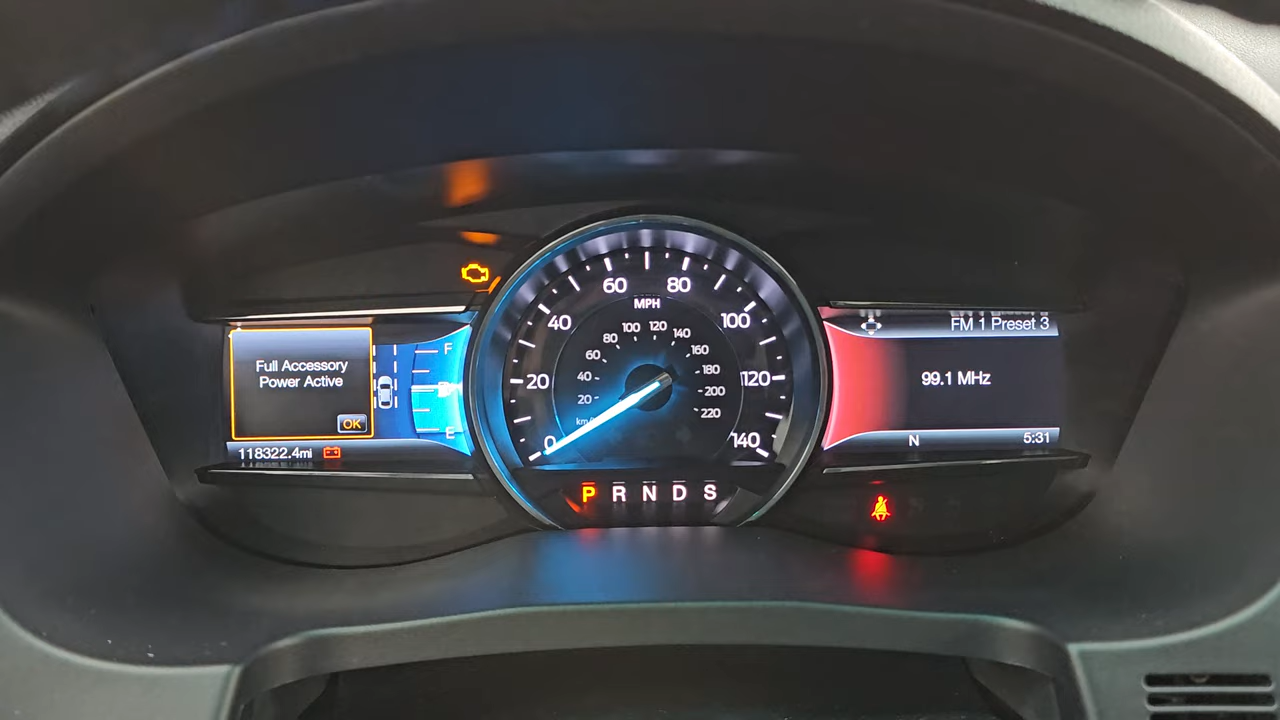 Full Accessory
Power Active
OK
118322.4mi
F
E
0
20
40
60
80
100
120
140
MPH
20
40
60
80
100
120
140
160
180
200
220
P R N D S
FM 1 Preset 3
99.1 MHz
N
5:31